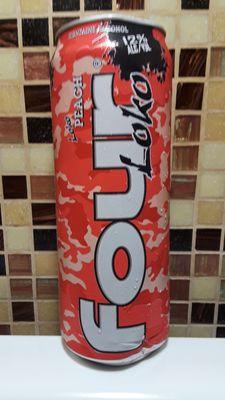 CONTAINS ALCOHOL
12%
ALC/VOL
PEACH
FOUR
LOKO